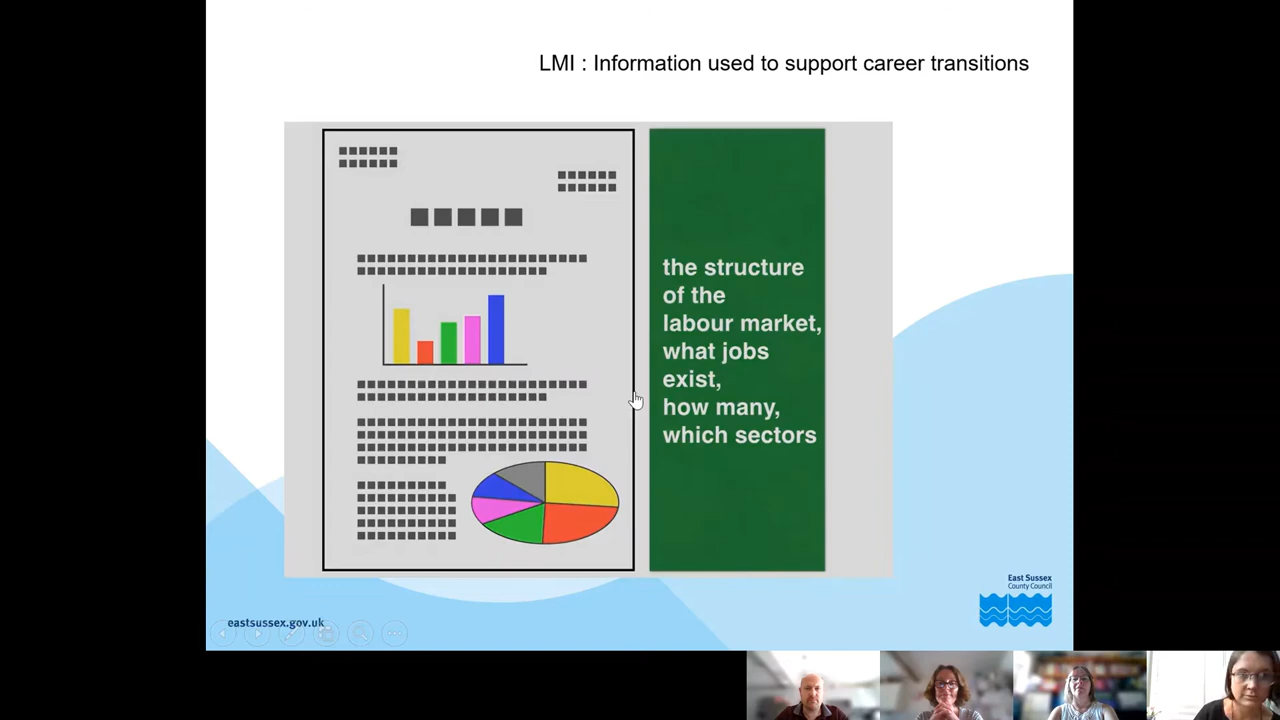 LMI : Information used to support career transitions
the structure
of the
labour market,
what jobs
exist,
how many,
which sectors
East Sussex
County Council
eastsussex.gov.uk